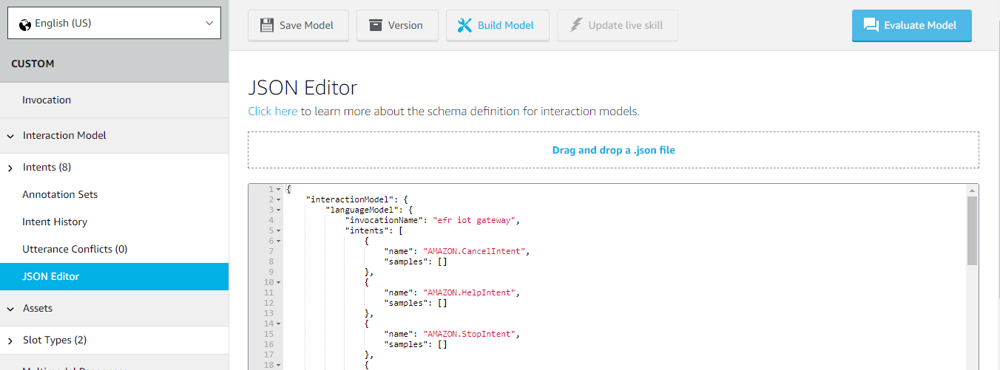 English (US)
Save Model
Version
Build Model
Update live skill
Evaluate Model
CUSTOM
Invocation
Interaction Model
Intents (8)
Annotation Sets
Intent History
Utterance Conflicts (0)
JSON Editor
Assets
Slot Types (2)
JSON Editor
Click here to learn more about the schema definition for interaction models.
Drag and drop a .json file
1 {
2 "interactionModel": {
3 "languageModel": {
4 "invocationName": "efr iot gateway",
5 "intents": [
6 {
7 "name": "AMAZON.CancelIntent",
8 "samples": []
9 },
10 {
11 "name": "AMAZON.HelpIntent",
12 "samples": []
13 },
14 {
15 "name": "AMAZON.StopIntent",
16 "samples": []
17 },
18 {